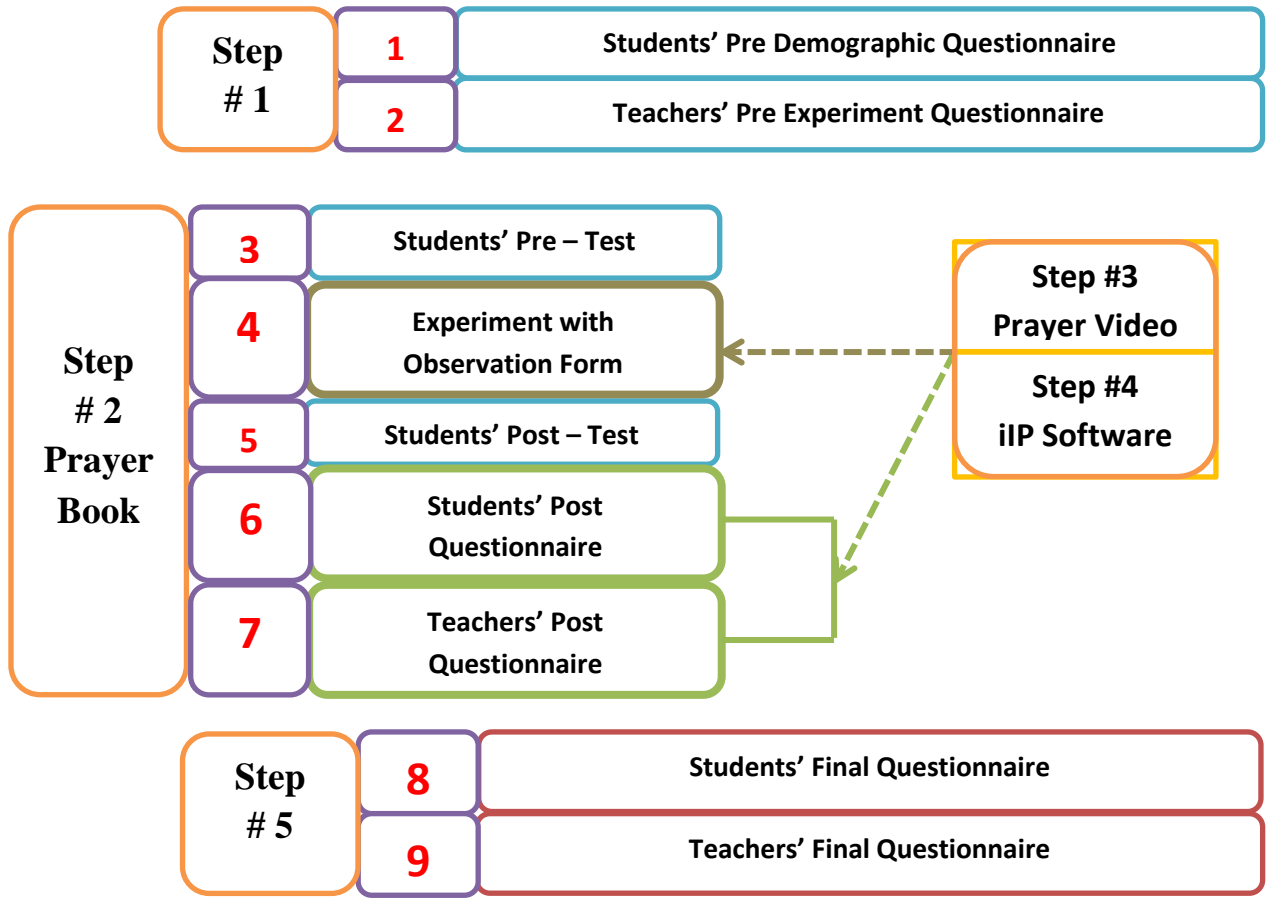 Step
# 1
1
Students’ Pre Demographic Questionnaire
2
Teachers’ Pre Experiment Questionnaire
Step
# 2
Prayer
Book
3
Students’ Pre – Test
4
Experiment with
Observation Form
5
Students’ Post – Test
6
Students’ Post
Questionnaire
7
Teachers’ Post
Questionnaire
Step #3
Prayer Video
Step #4
iIP Software
Step
# 5
8
Students’ Final Questionnaire
9
Teachers’ Final Questionnaire